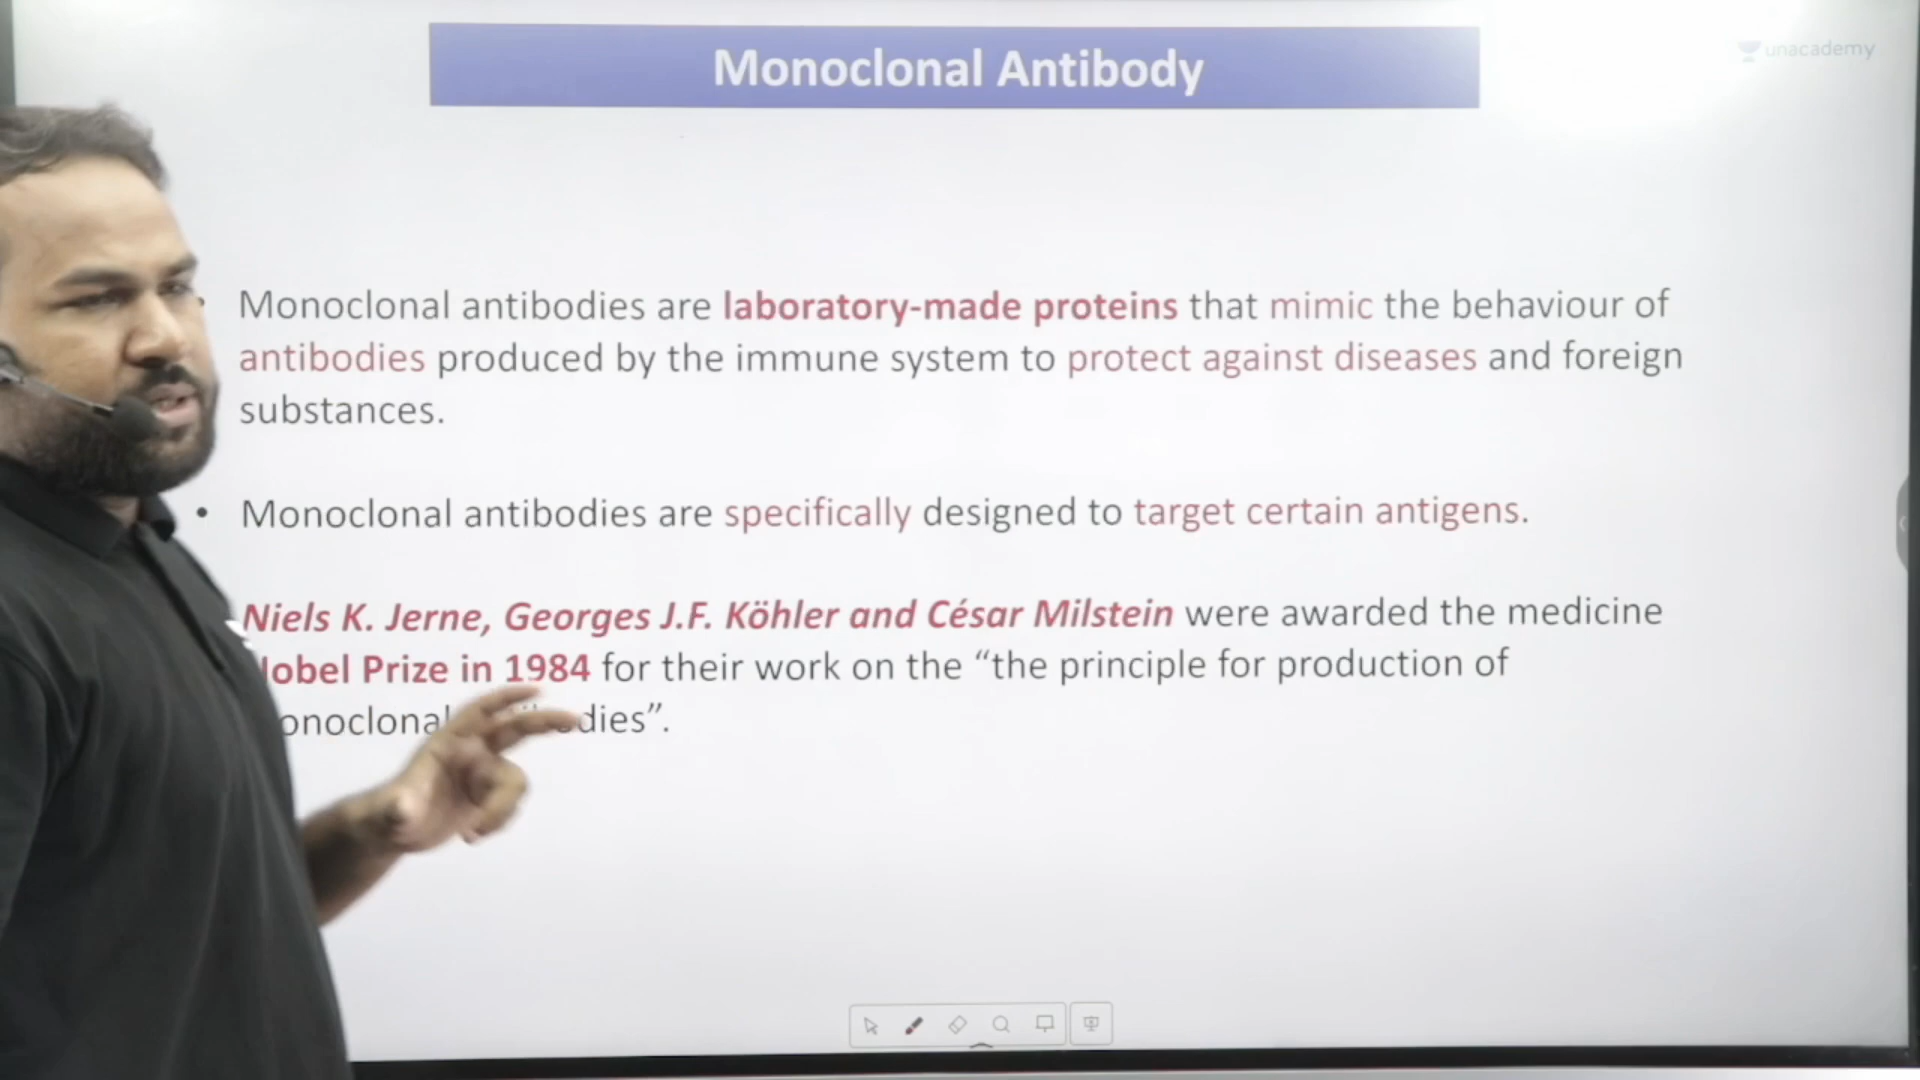 Monoclonal Antibody
unacademy
Monoclonal antibodies are laboratory-made proteins that mimic the behaviour of
antibodies produced by the immune system to protect against diseases and foreign
substances.
• Monoclonal antibodies are specifically designed to target certain antigens.
Niels K. Jerne, Georges J.F. Köhler and César Milstein were awarded the medicine
Prize in 1984 for their work on the “the principle for production of